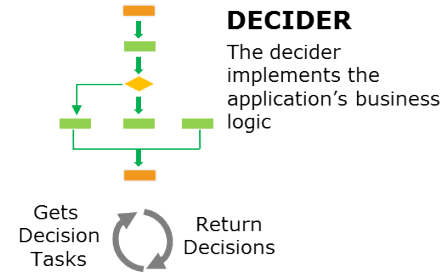 DECIDER
The decider
implements the
application’s business
logic
Gets
Decision
Tasks
Return
Decisions